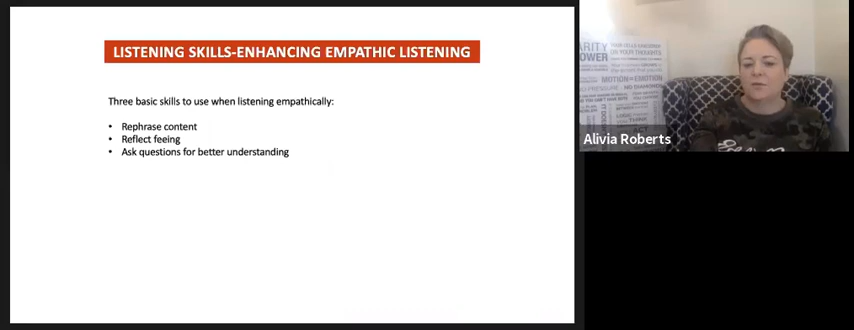 LISTENING SKILLS-ENHANCING EMPATHIC LISTENING
Three basic skills to use when listening empathically:
• Rephrase content
• Reflect feeing
• Ask questions for better understanding
MOTION = EMOTION
Alivia Roberts